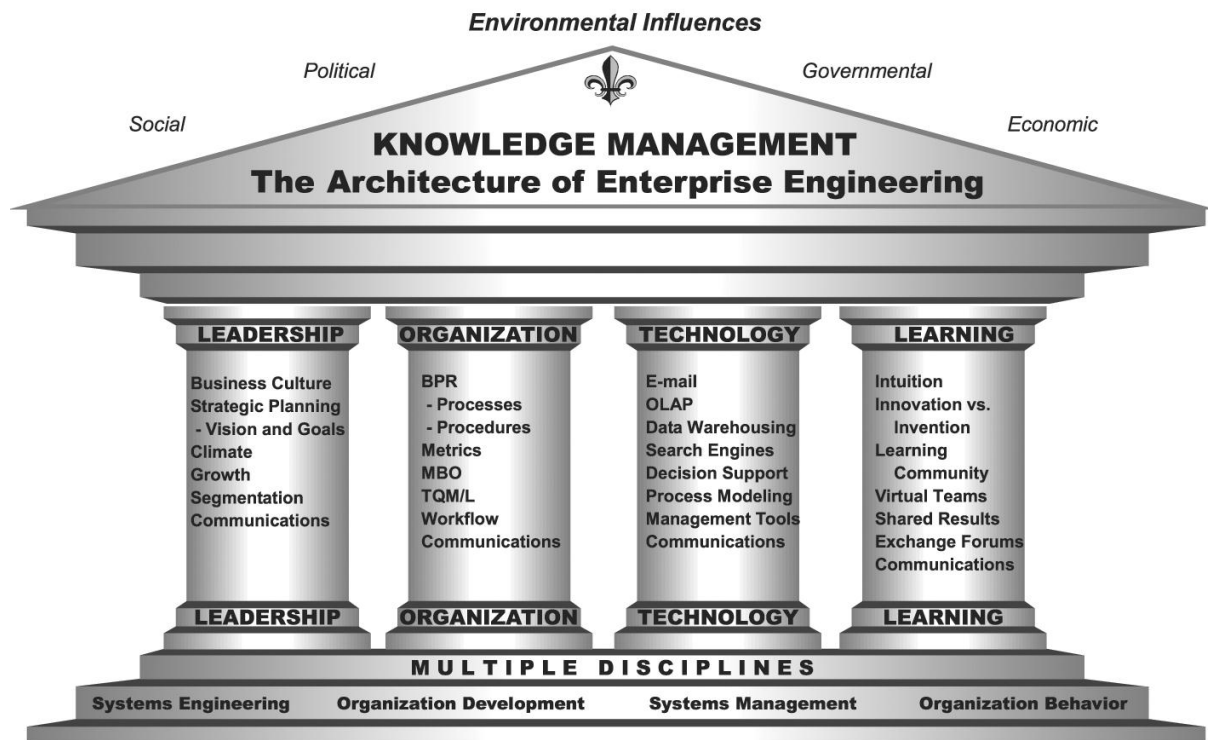 Environmental Influences
Political
Governmental
Social
Economic
KNOWLEDGE MANAGEMENT
The Architecture of Enterprise Engineering
LEADERSHIP
Business Culture
Strategic Planning
- Vision and Goals
Climate
Growth
Segmentation
Communications
LEADERSHIP
ORGANIZATION
BPR
- Processes
- Procedures
Metrics
MBO
TQM/L
Workflow
Communications
ORGANIZATION
TECHNOLOGY
E-mail
OLAP
Data Warehousing
Search Engines
Decision Support
Process Modeling
Management Tools
Communications
TECHNOLOGY
LEARNING
Intuition
Innovation vs.
Invention
Learning
Community
Virtual Teams
Shared Results
Exchange Forums
Communications
LEARNING
MULTIPLE DISCIPLINES
Systems Engineering
Organization Development
Systems Management
Organization Behavior